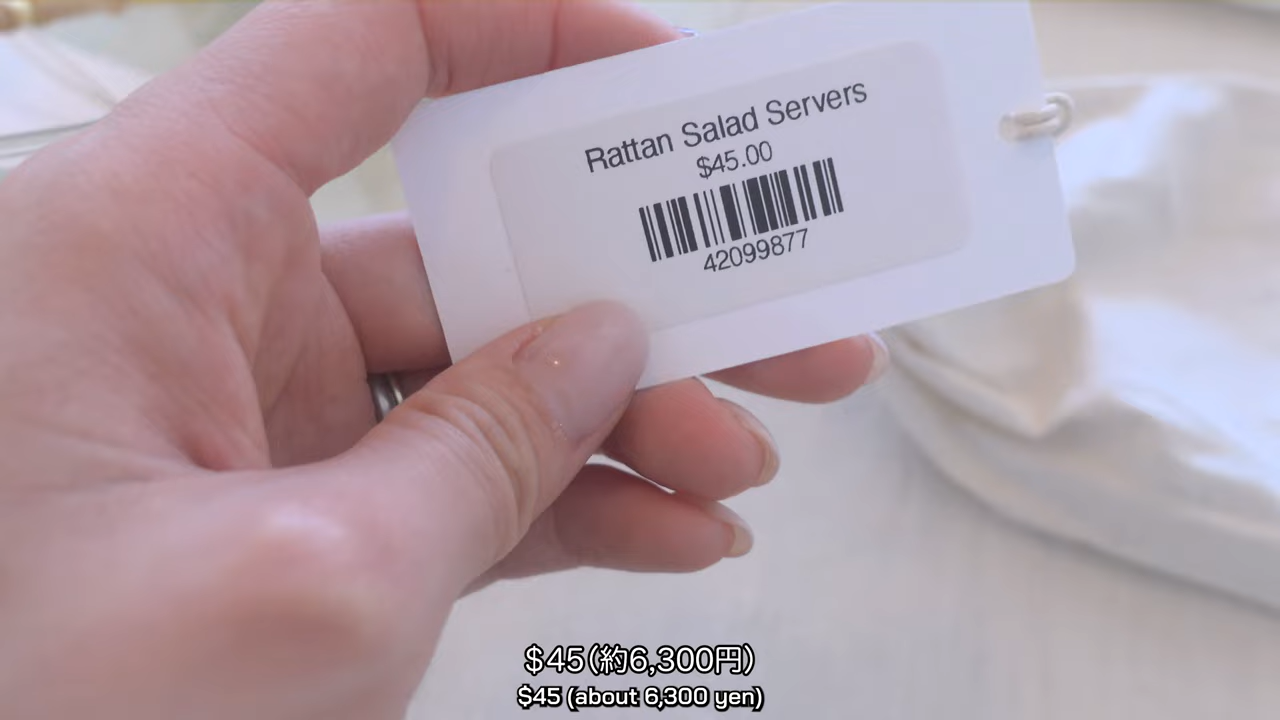 Rattan Salad Servers
$45.00
42099877
$45(約6,300円)
$45 (about 6,300 yen)